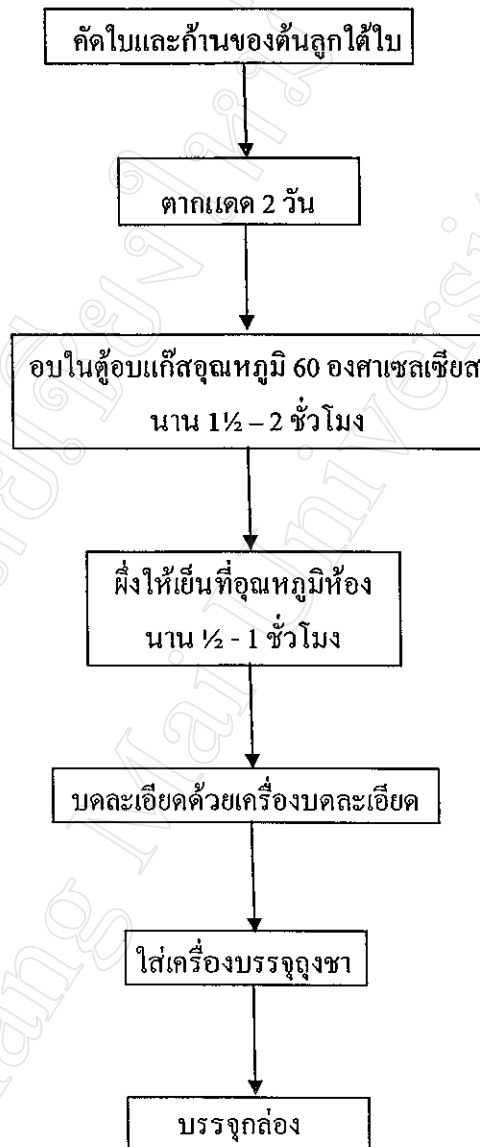 คัดใบและก้านของต้นลูกใต้ใบ
ตากแดด 2 วัน
อบในตู้อบแก๊สอุณหภูมิ 60 องศาเซลเซียส
นาน 1½ – 2 ชั่วโมง
ผึ่งให้เย็นที่อุณหภูมิห้อง
นาน ½ - 1 ชั่วโมง
บดละเอียดด้วยเครื่องบดละเอียด
ใส่เครื่องบรรจุถุงชา
บรรจุกล่อง